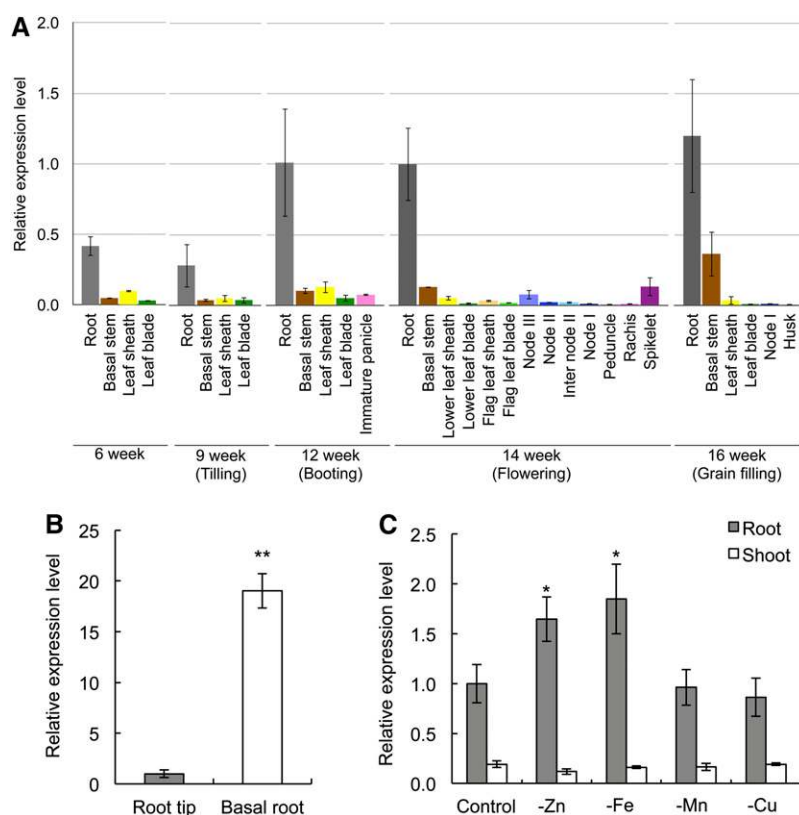 A
Relative expression level
2.0
1.5
1.0
0.5
0.0
Root
Basal stem
Leaf sheath
Leaf blade
Root
Basal stem
Leaf sheath
Leaf blade
Root
Basal stem
Leaf sheath
Leaf blade
Immature panicle
Root
Basal stem
Lower leaf sheath
Lower leaf blade
Flag leaf sheath
Flag leaf blade
Node III
Node II
Inter node II
Node I
Peduncle
Rachis
Spikelet
Root
Basal stem
Leaf sheath
Leaf blade
Node I
Husk
6 week
9 week
(Tilling)
12 week
(Booting)
14 week
(Flowering)
16 week
(Grain filling)
B
Relative expression level
25
20
15
10
5
0
**
Root tip
Basal root
C
Relative expression level
2.5
2.0
1.5
1.0
0.5
0.0
Root
Shoot
*
*
Control
-Zn
-Fe
-Mn
-Cu